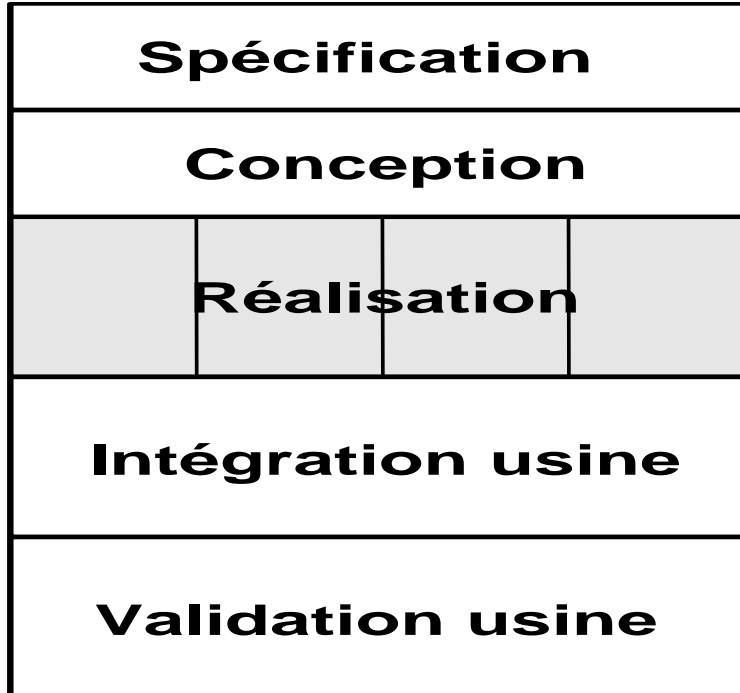 Spécification
Conception
Réalisation
Intégration usine
Validation usine